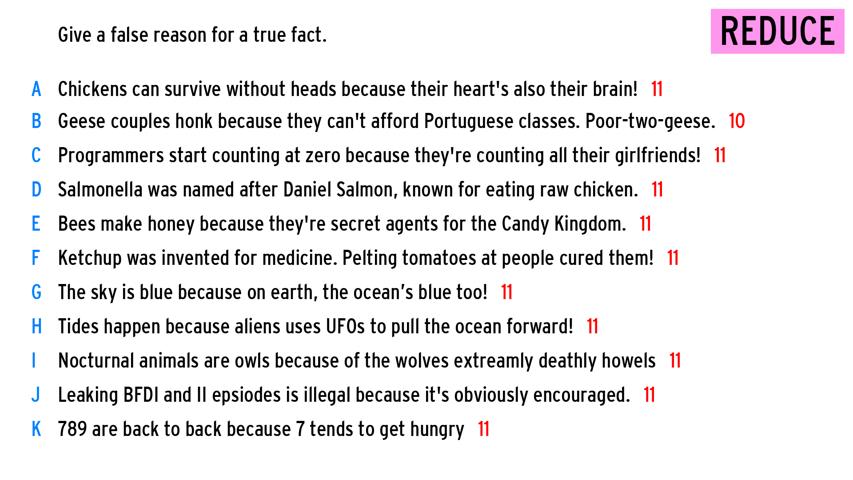 Give a false reason for a true fact.
REDUCE
A Chickens can survive without heads because their heart's also their brain! 11
B Geese couples honk because they can't afford Portuguese classes. Poor-two-geese. 10
C Programmers start counting at zero because they're counting all their girlfriends! 11
D Salmonella was named after Daniel Salmon, known for eating raw chicken. 11
E Bees make honey because they're secret agents for the Candy Kingdom. 11
F Ketchup was invented for medicine. Pelting tomatoes at people cured them! 11
G The sky is blue because on earth, the ocean’s blue too! 11
H Tides happen because aliens uses UFOs to pull the ocean forward! 11
I Nocturnal animals are owls because of the wolves extreamly deathly howels 11
J Leaking BFDI and II epsiodes is illegal because it's obviously encouraged. 11
K 789 are back to back because 7 tends to get hungry 11